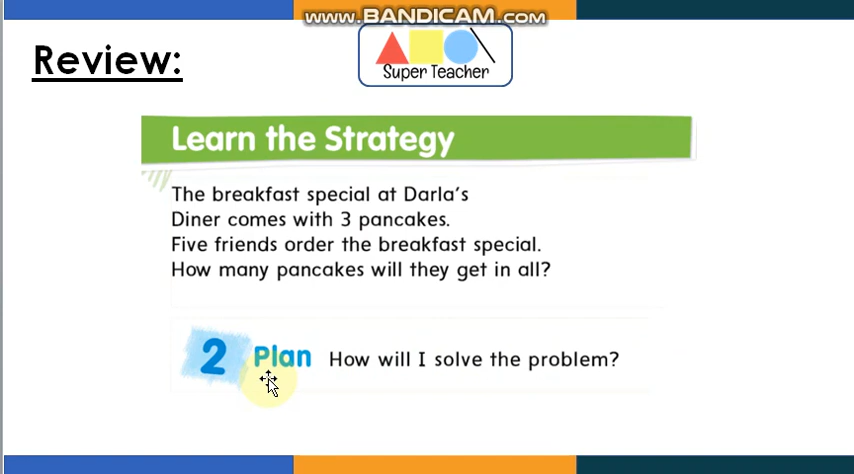 www.BANDICAM.com
Review:
Super Teacher
Learn the Strategy
The breakfast special at Darla's
Diner comes with 3 pancakes.
Five friends order the breakfast special.
How many pancakes will they get in all?
2 Plan How will I solve the problem?